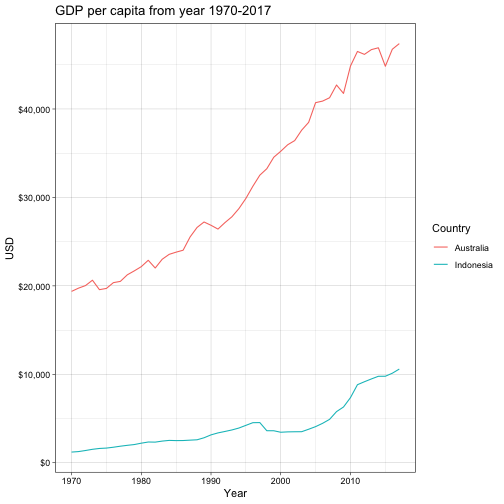 GDP per capita from year 1970-2017
USD
$40,000
$30,000
$20,000
$10,000
$0
1970 1980 1990 2000 2010
Year
Country
Australia
Indonesia